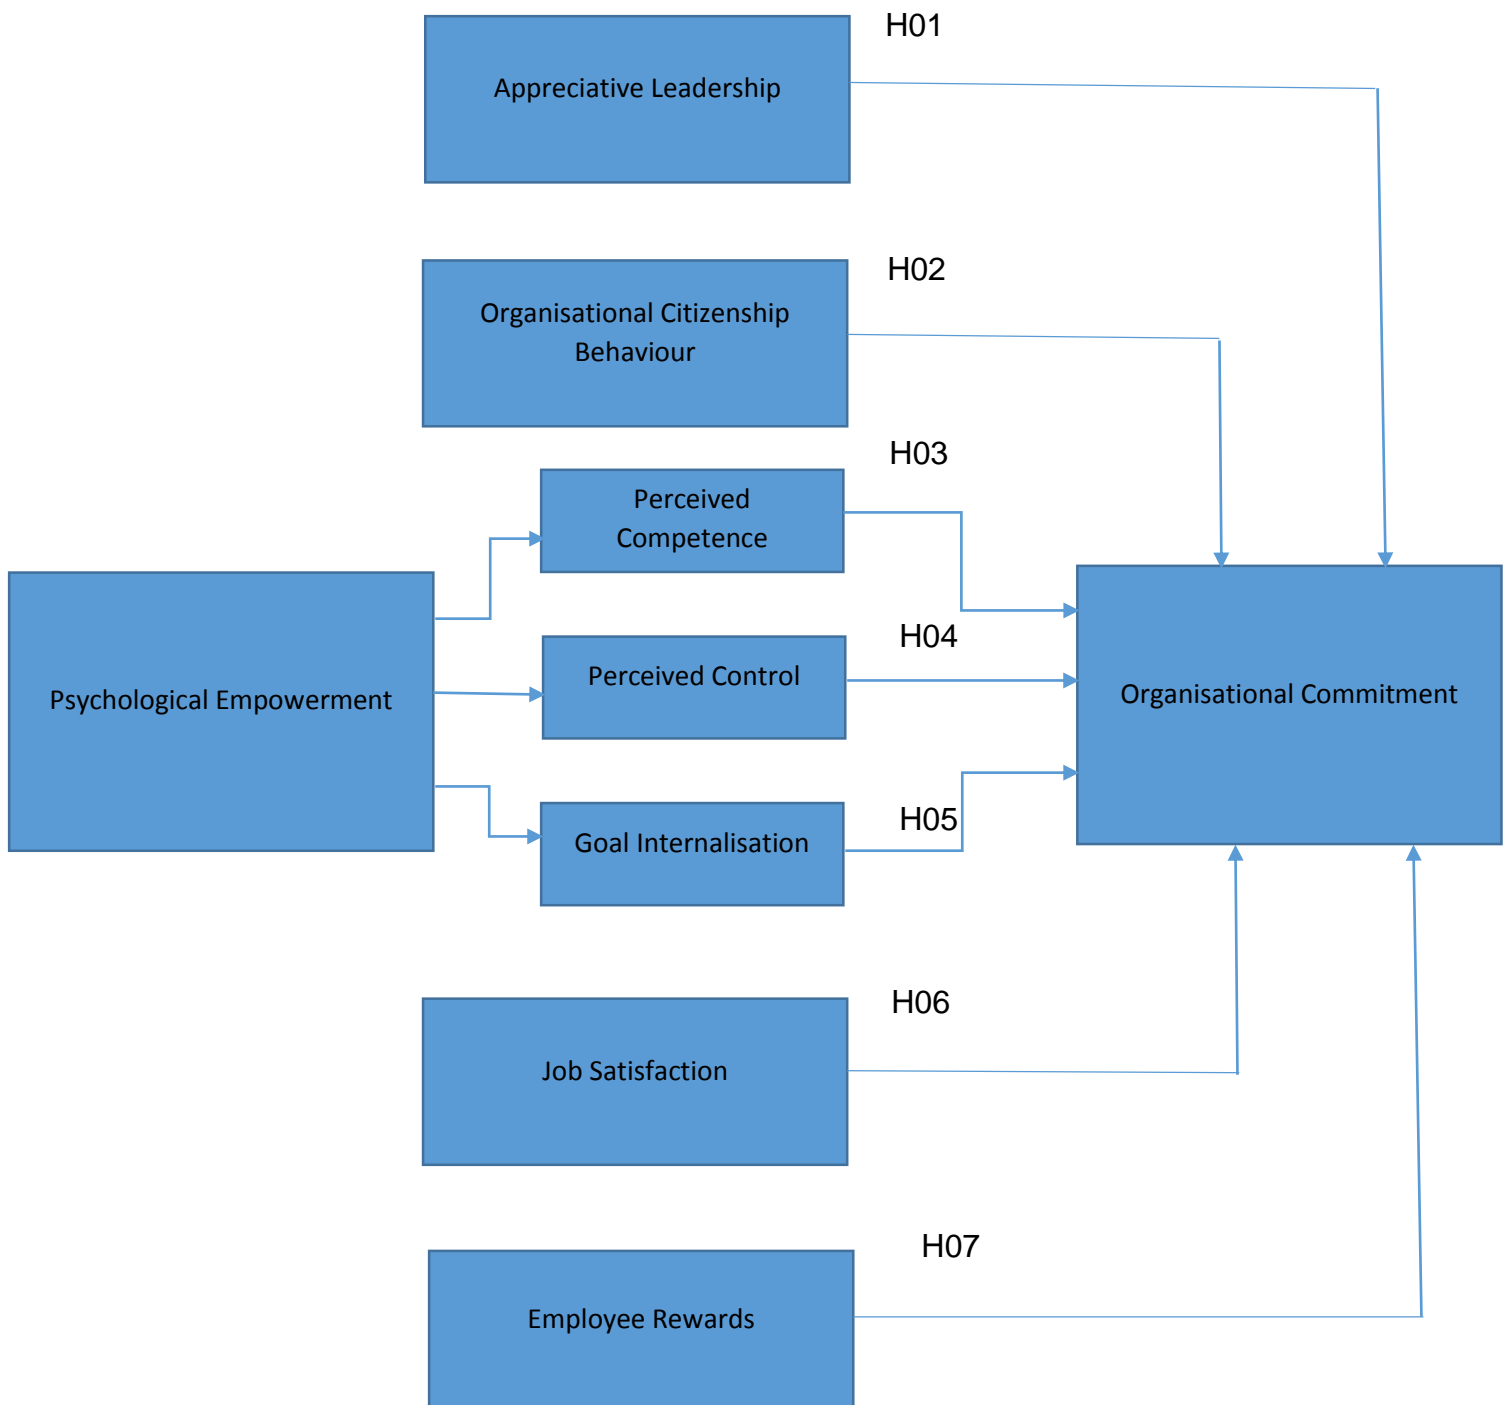 H01
Appreciative Leadership
H02
Organisational Citizenship
Behaviour
H03
Perceived
Competence
H04
Perceived Control
Psychological Empowerment
Organisational Commitment
H05
Goal Internalisation
H06
Job Satisfaction
H07
Employee Rewards